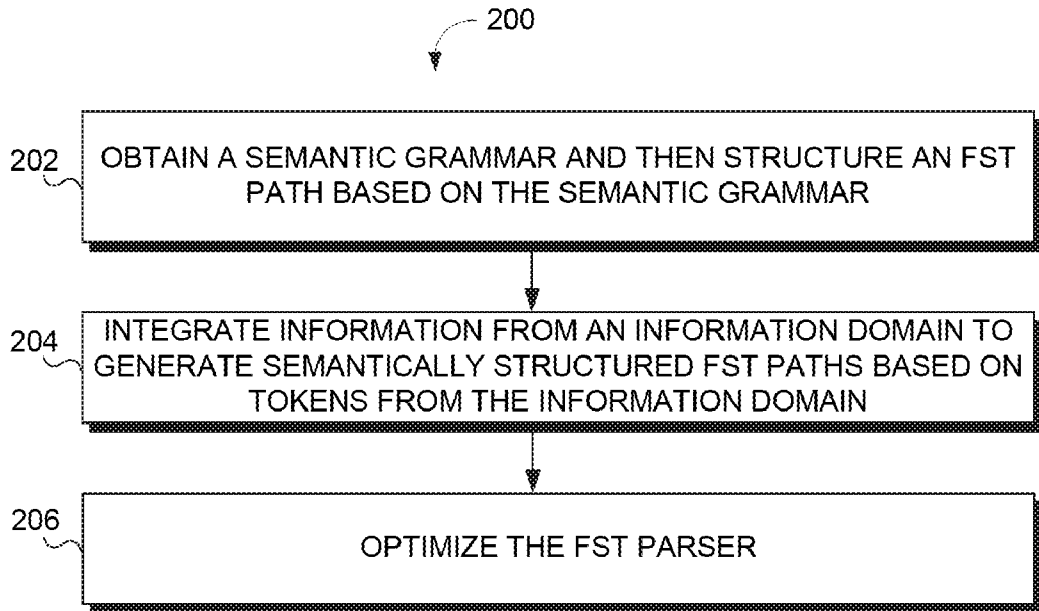 200
202
OBTAIN A SEMANTIC GRAMMAR AND THEN STRUCTURE AN FST
PATH BASED ON THE SEMANTIC GRAMMAR
204
INTEGRATE INFORMATION FROM AN INFORMATION DOMAIN TO
GENERATE SEMANTICALLY STRUCTURED FST PATHS BASED ON
TOKENS FROM THE INFORMATION DOMAIN
206
OPTIMIZE THE FST PARSER